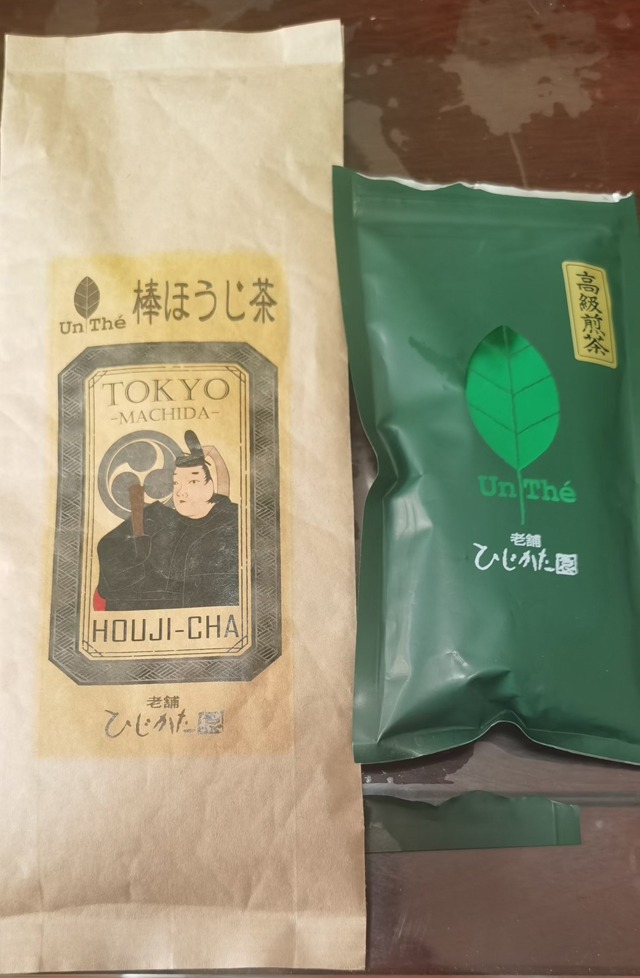 Un Thé
棒ほうじ茶
TOKYO
-MACHIDA-
HOUJI-CHA
老舗
ひじかた園
高級煎茶
Un Thé
老舗
ひじかた園